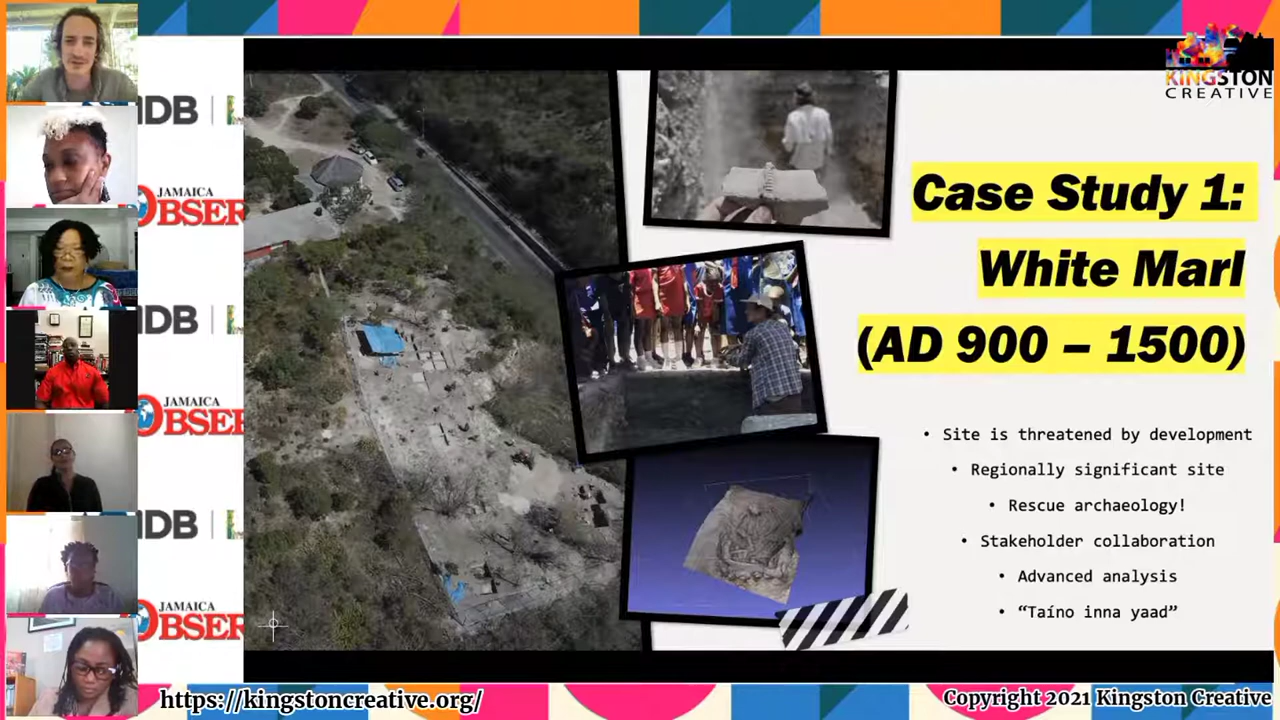 KINGSTON
CREATIVE
IDB
JAMAICA
OBSER
IDB
JAMAICA
OBSER
IDB
JAMAICA
OBSER
Case Study 1:
White Marl
(AD 900 – 1500)
• Site is threatened by development
• Regionally significant site
• Rescue archaeology!
• Stakeholder collaboration
• Advanced analysis
• “Taíno inna yaad”
https://kingstoncreative.org/
Copyright 2021 Kingston Creative